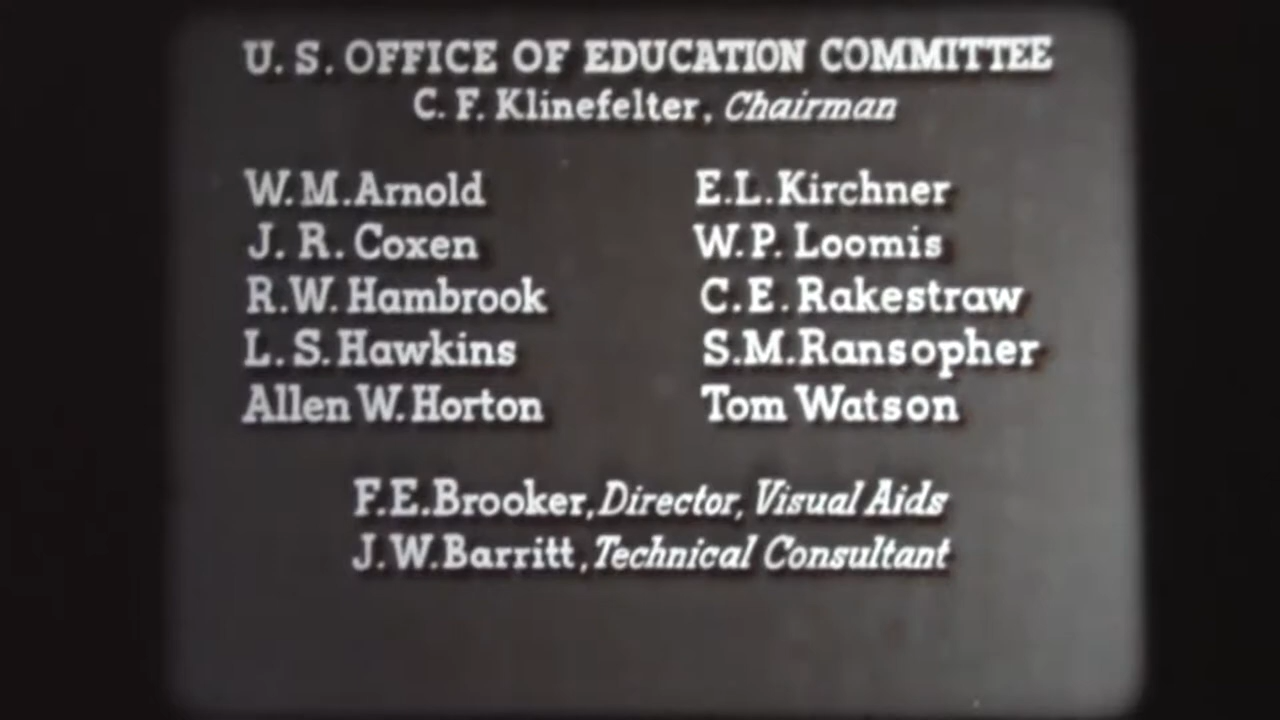 U. S. OFFICE OF EDUCATION COMMITTEE
C. F. Klinefelter, Chairman
W. M. Arnold
J. R. Coxen
R. W. Hambrook
L. S. Hawkins
Allen W. Horton
E. L. Kirchner
W. P. Loomis
C. E. Rakestraw
S. M. Ransopher
Tom Watson
F. E. Brooker, Director, Visual Aids
J. W. Barritt, Technical Consultant